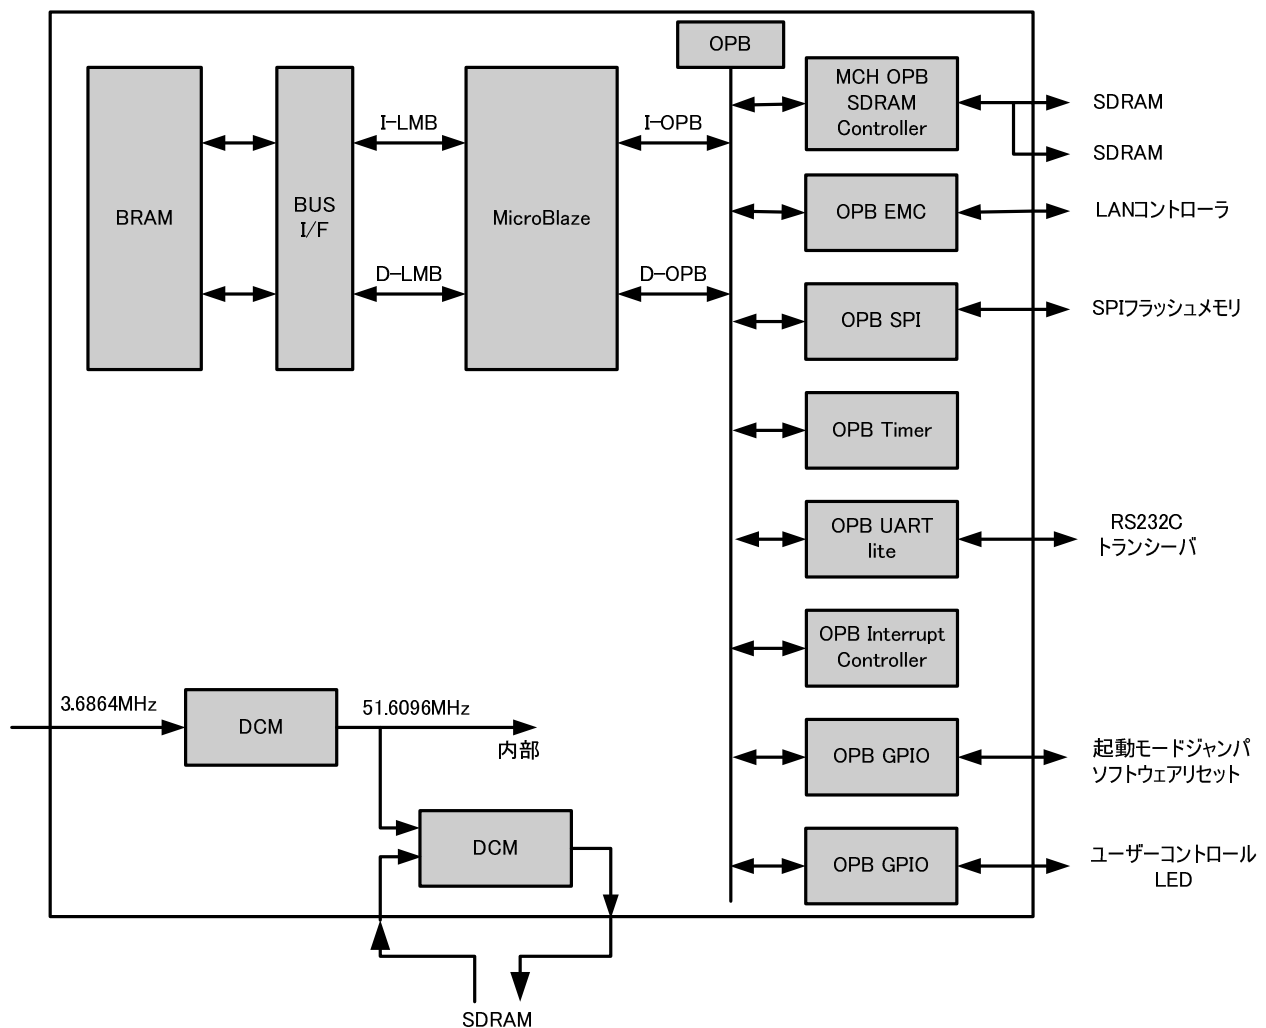 OPB
MCH OPB
SDRAM
Controller
SDRAM
SDRAM
I-LMB
I-OPB
BRAM
BUS
I/F
MicroBlaze
OPB EMC
LANコントローラ
D-LMB
D-OPB
OPB SPI
SPIフラッシュメモリ
OPB Timer
OPB UART
lite
RS232C
トランシーバ
OPB Interrupt
Controller
3.6864MHz
DCM
51.6096MHz
内部
OPB GPIO
起動モードジャンパ
ソフトウェアリセット
DCM
OPB GPIO
ユーザーコントロール
LED
SDRAM